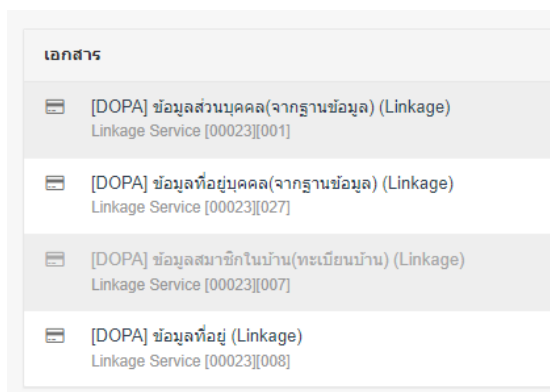 เอกสาร
[DOPA] ข้อมูลส่วนบุคคล(จากฐานข้อมูล) (Linkage)
Linkage Service [00023][001]
[DOPA] ข้อมูลที่อยู่บุคคล(จากฐานข้อมูล) (Linkage)
Linkage Service [00023][027]
[DOPA] ข้อมูลสมาชิกในบ้าน(ทะเบียนบ้าน) (Linkage)
Linkage Service [00023][007]
[DOPA] ข้อมูลที่อยู่ (Linkage)
Linkage Service [00023][008]